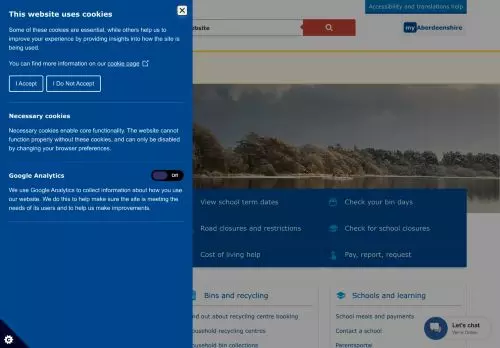 This website uses cookies
Some of these cookies are essential, while others help us to
improve your experience by providing insights into how the site is
being used.
You can find more information on our cookie page
I Accept
I Do Not Accept
Necessary cookies
Necessary cookies enable core functionality. The website cannot
function properly without these cookies, and can only be disabled
by changing your browser preferences.
Google Analytics
Off
We use Google Analytics to collect information about how you use
our website. We do this to help make sure the site is meeting the
needs of its users and to help us make improvements.
Accessibility and translations help
website
myAberdeenshire
View school term dates
Check your bin days
Road closures and restrictions
Check for school closures
Cost of living help
Pay, report, request
Bins and recycling
Schools and learning
nd out about recycling centre booking
School meals and payments
ousehold recycling centres
Contact a school
ousehold bin collections
Parentsportal
Let's chat
We're Online